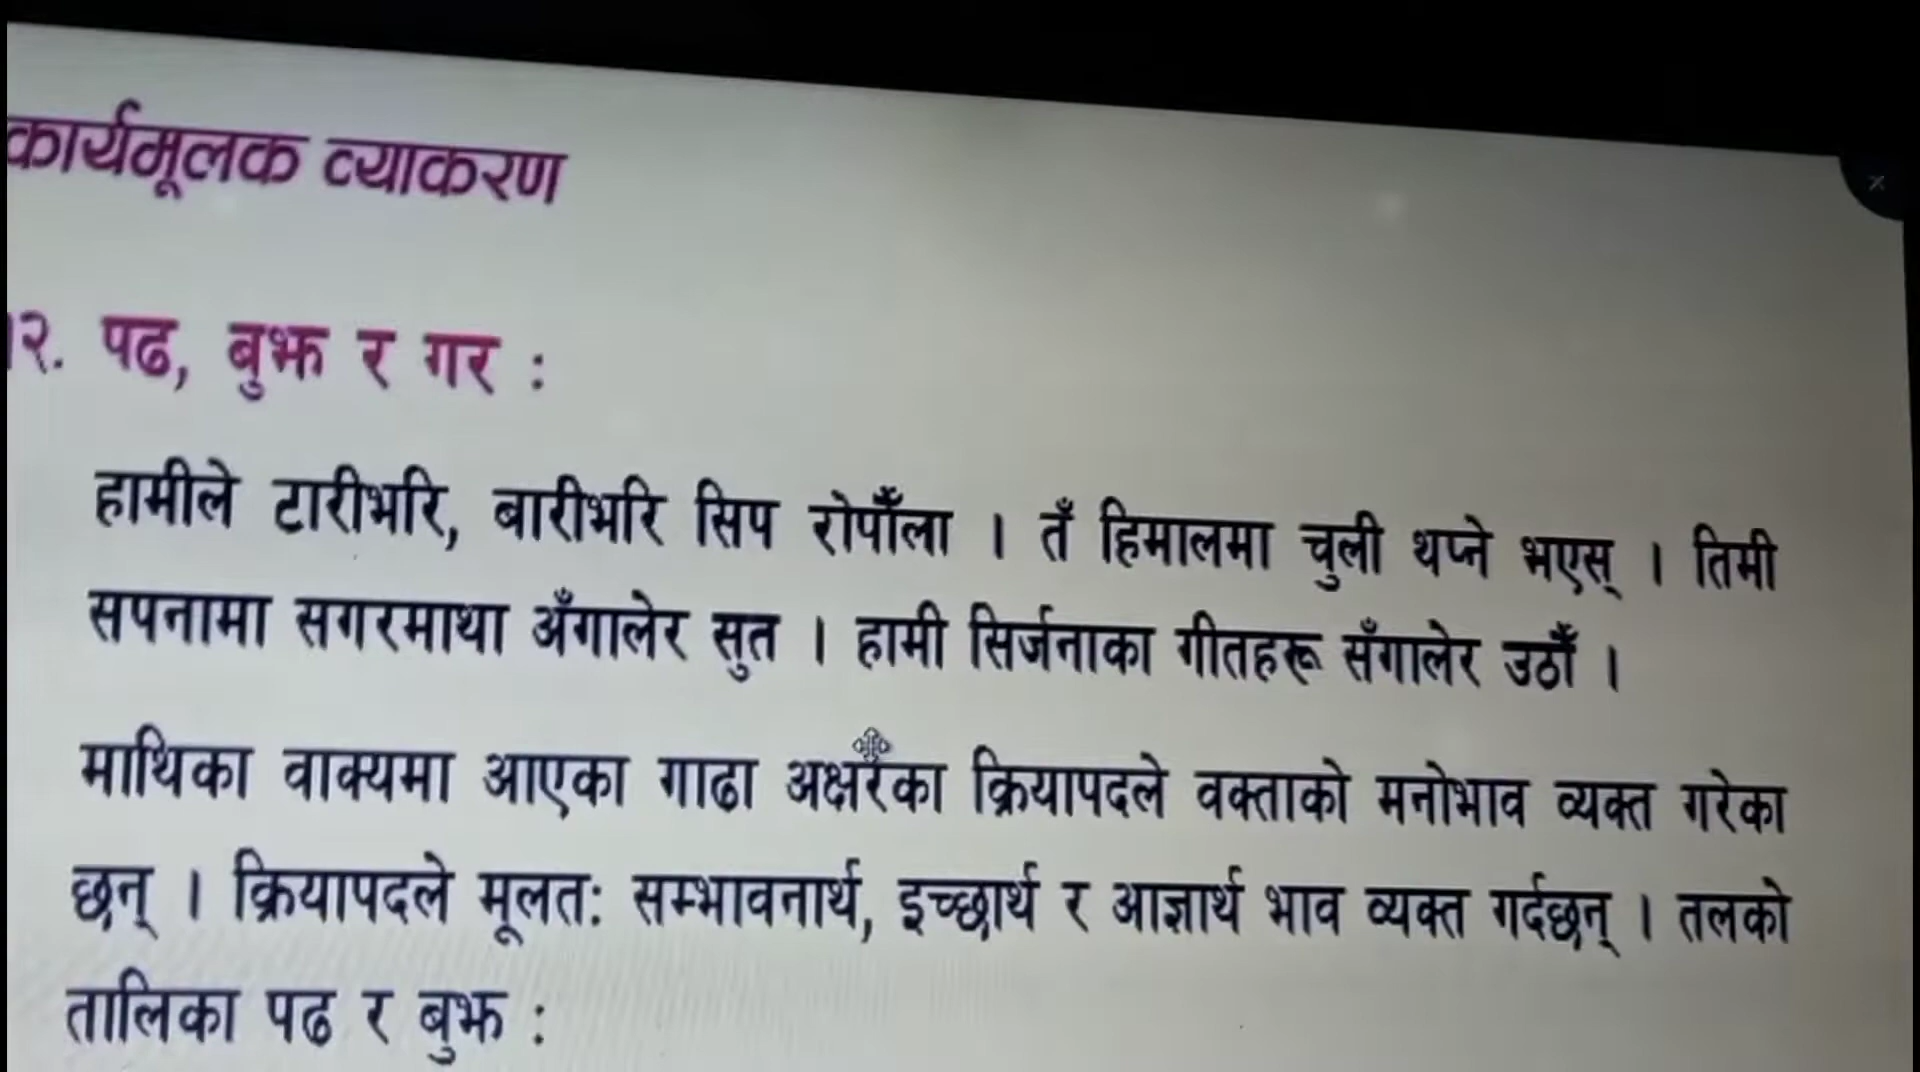 कार्यमूलक व्याकरण
१२. पढ, बुझ र गर :
हामीले टारीभरि, बारीभरि सिप रोपौँला । तँ हिमालमा चुली थप्ने भएस् । तिमी
सपनामा सगरमाथा अँगालेर सुत । हामी सिर्जनाका गीतहरू सँगालेर उठौँ ।
माथिका वाक्यमा आएका गाढा अक्षरका क्रियापदले वक्ताको मनोभाव व्यक्त गरेका
छन् । क्रियापदले मूलतः सम्भावनार्थ, इच्छार्थ र आज्ञार्थ भाव व्यक्त गर्दछन् । तलको
तालिका पढ र बुझ :